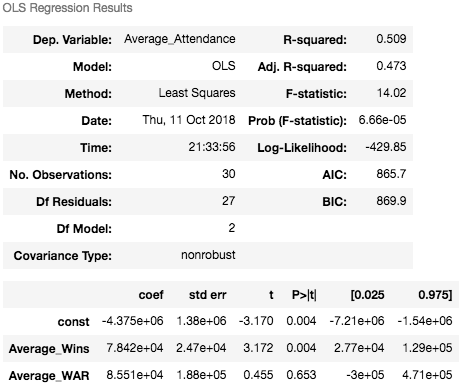 OLS Regression Results
Dep. Variable: Average_Attendance R-squared: 0.509
Model: OLS Adj. R-squared: 0.473
Method: Least Squares F-statistic: 14.02
Date: Thu, 11 Oct 2018 Prob (F-statistic): 6.66e-05
Time: 21:33:56 Log-Likelihood: -429.85
No. Observations: 30 AIC: 865.7
Df Residuals: 27 BIC: 869.9
Df Model: 2
Covariance Type: nonrobust
coef std err t P>|t| [0.025 0.975]
const -4.375e+06 1.38e+06 -3.170 0.004 -7.21e+06 -1.54e+06
Average_Wins 7.842e+04 2.47e+04 3.172 0.004 2.77e+04 1.29e+05
Average_WAR 8.551e+04 1.88e+05 0.455 0.653 -3e+05 4.71e+05